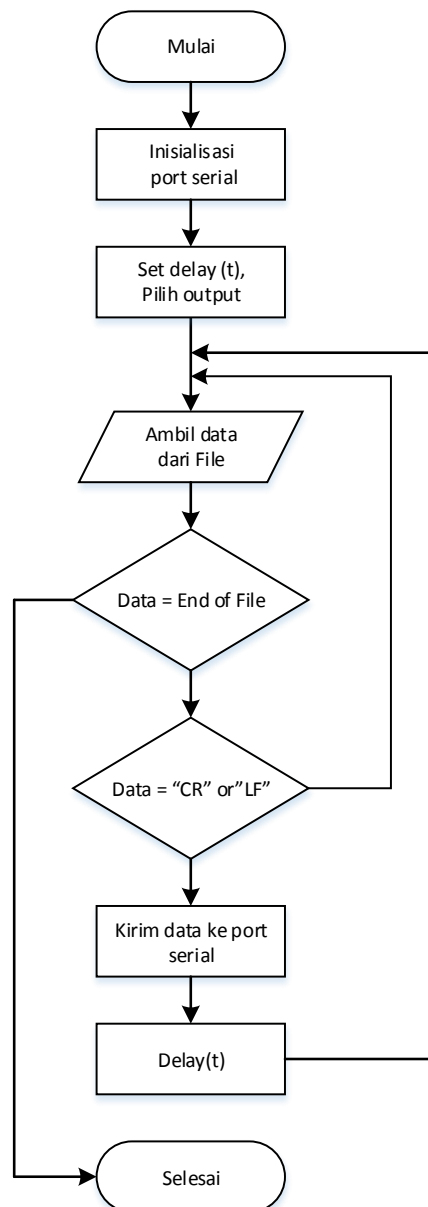 Mulai
Inisialisasi
port serial
Set delay (t),
Pilih output
Ambil data
dari File
Data = End of File
Data = “CR” or”LF”
Kirim data ke port
serial
Delay(t)
Selesai